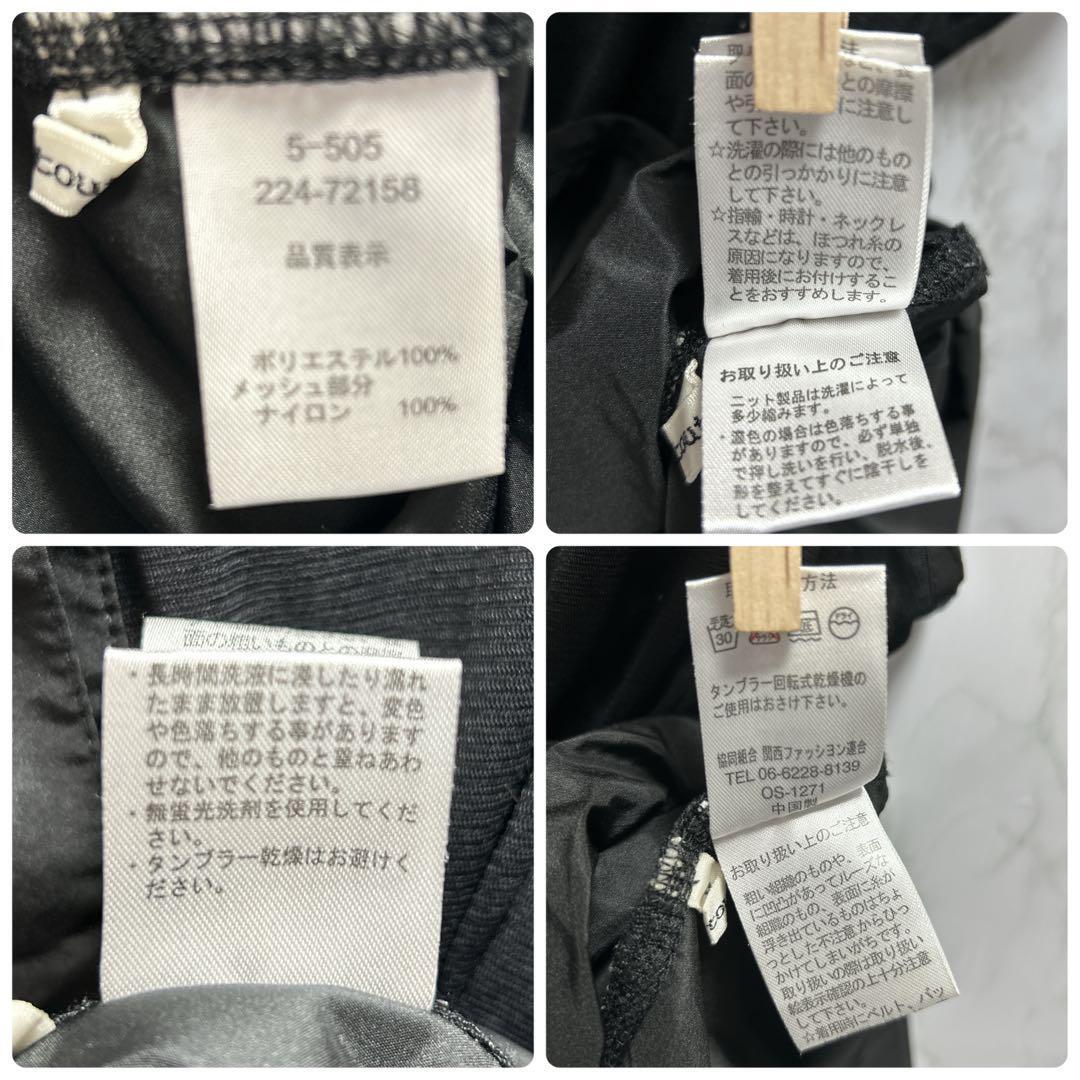 5-505
224-72158
品質表示
ポリエステル100%
メッシュ部分
ナイロン 100%
との摩擦
に注意し
て下さい。
☆洗濯の際には他のもの
との引っかかりに注意
して下さい。
☆指輪・時計・ネックレ
スなどは、ほつれ糸の
原因になりますので、
着用後にお付けするこ
とをおすすめします。
お取り扱い上のご注意
ニット製品は洗濯によって
多少縮みます。
・濃色の場合は色落ちする事
がありますので、必ず単独
で押し洗いを行い、脱水後、
形を整えてすぐに陰干しを
してください。
面の粗いものとの
・長時間洗液に浸したり濡れ
たまま放置しますと、変色
や色落ちする事があります
ので、他のものと重ねあわ
せないでください。
・無蛍光洗剤を使用してくだ
さい。
・タンブラー乾燥はお避けく
ださい。
方法
手洗
30
ドライ
タンブラー回転式乾燥機の
ご使用はおさけ下さい。
協同組合 関西ファッション連合
TEL 06-6228-8139
OS-1271
中国製
お取り扱い上のご注意
粗い組織のものや、表面
に凹凸があってルーズな
組織のもの、表面に糸が
浮き出ているものはちょ
っとした不注意からひっ
かけてしまいがちです。
取り扱いの際は取り扱い
絵表示確認の上十分注意
して下さい。
☆着用時にベルト、バッ